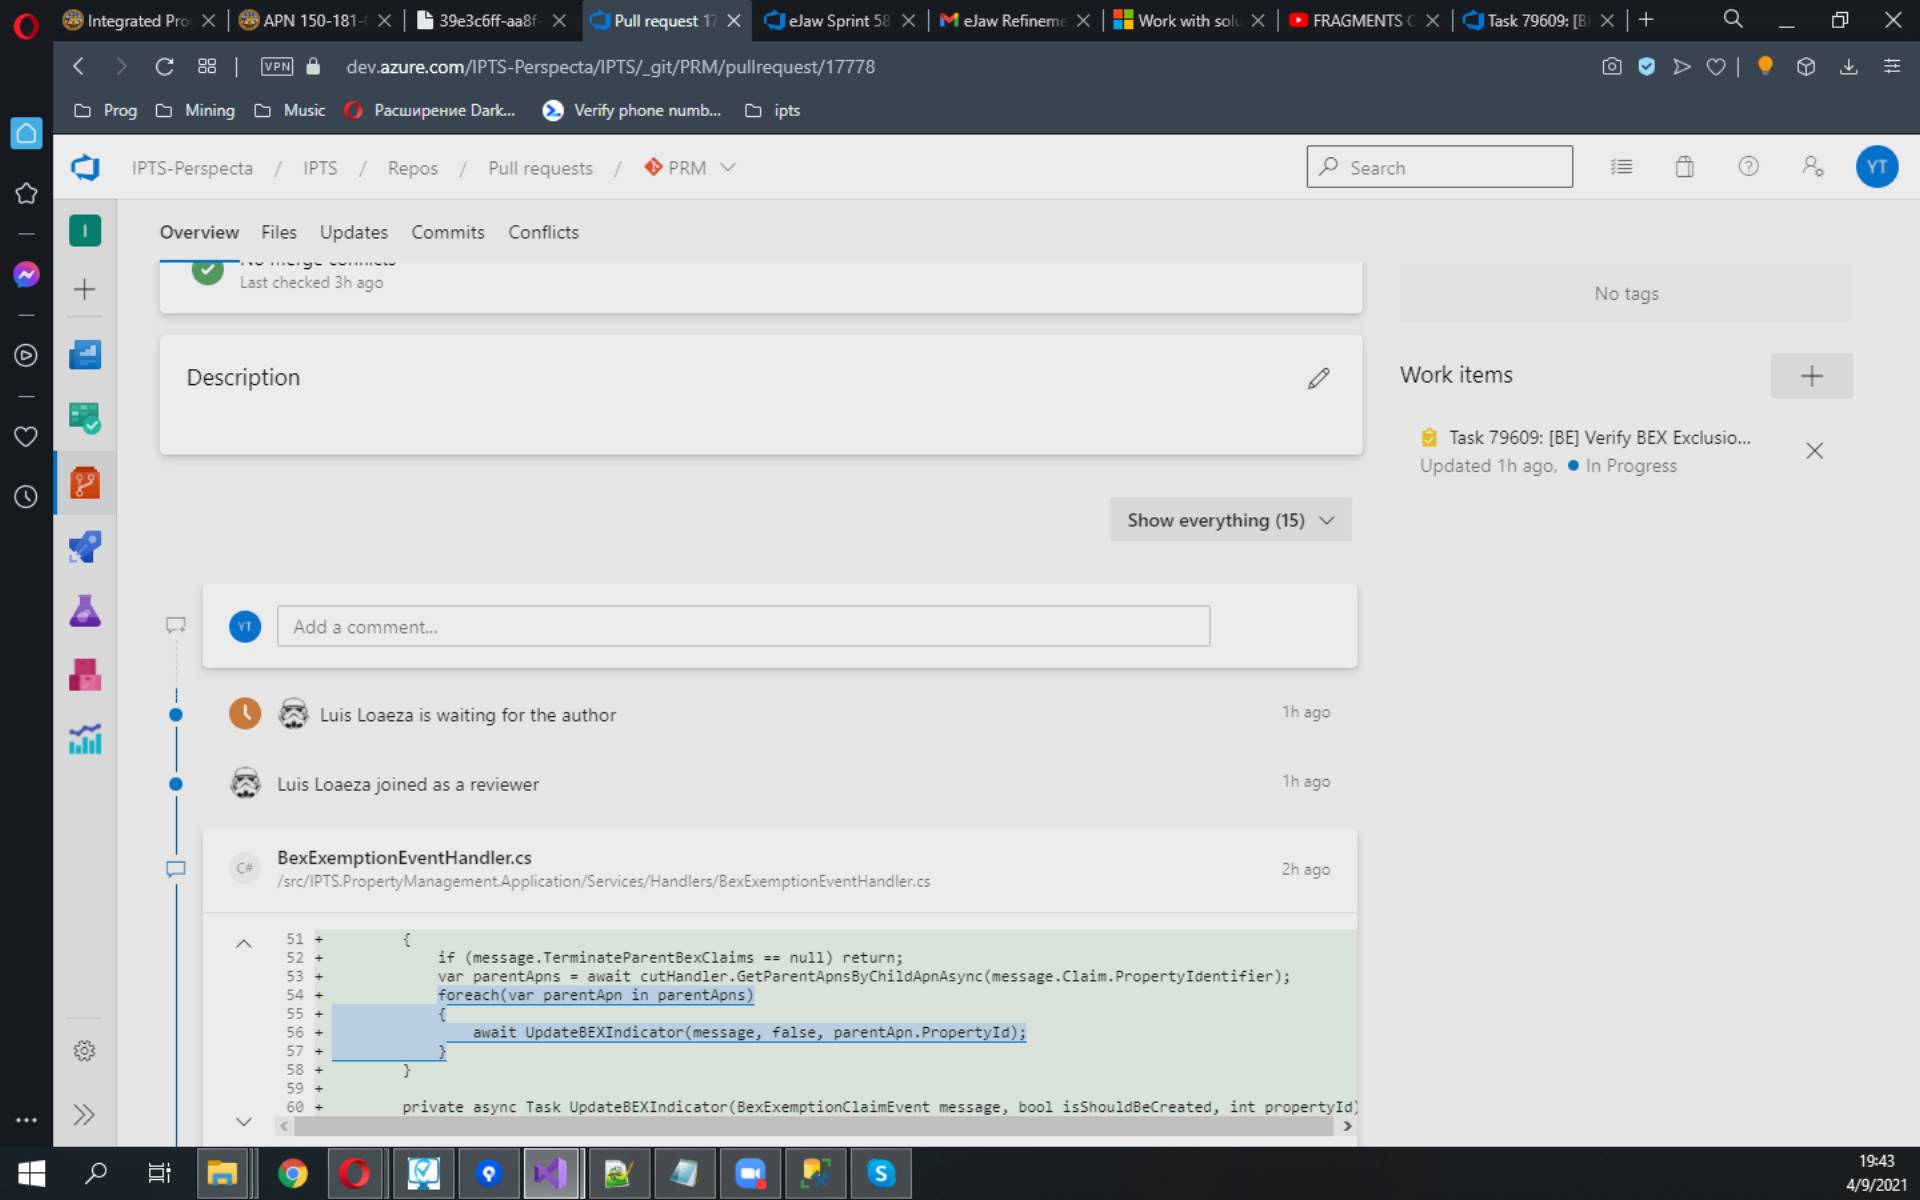 Integrated Pro
APN 150-181-
39e3c6ff-aa8f-
Pull request 17
eJaw Sprint 58
eJaw Refineme
Work with solu
FRAGMENTS
Task 79609: [B
VPN
dev.azure.com/IPTS-Perspecta/IPTS/_git/PRM/pullrequest/17778
Prog
Mining
Music
Расширение Dark...
Verify phone numb...
ipts
IPTS-Perspecta / IPTS / Repos / Pull requests / PRM
Search
YT
I
Overview
Files
Updates
Commits
Conflicts
No merge conflicts
Last checked 3h ago
No tags
Description
Work items
Task 79609: [BE] Verify BEX Exclusio...
Updated 1h ago, In Progress
Show everything (15)
YT
Add a comment...
Luis Loaeza is waiting for the author
1h ago
Luis Loaeza joined as a reviewer
1h ago
C#
BexExemptionEventHandler.cs
/src/IPTS.PropertyManagement.Application/Services/Handlers/BexExemptionEventHandler.cs
2h ago
51 + {
52 + if (message.TerminateParentBexClaims == null) return;
53 + var parentApns = await cutHandler.GetParentApnsByChildApnAsync(message.Claim.PropertyIdentifier);
54 + foreach(var parentApn in parentApns)
55 + {
56 + await UpdateBEXIndicator(message, false, parentApn.PropertyId);
57 + }
58 + }
59 +
60 + private async Task UpdateBEXIndicator(BexExemptionClaimEvent message, bool isShouldBeCreated, int propertyId)
19:43
4/9/2021